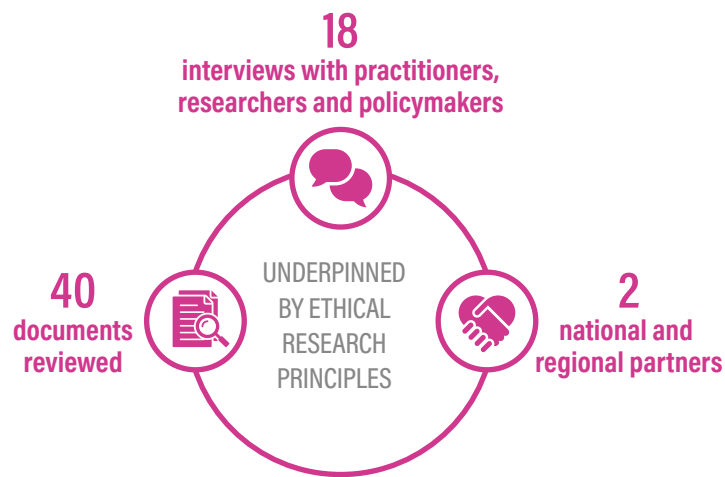 18
interviews with practitioners,
researchers and policymakers
40
documents
reviewed
UNDERPINNED
BY ETHICAL
RESEARCH
PRINCIPLES
2
national and
regional partners